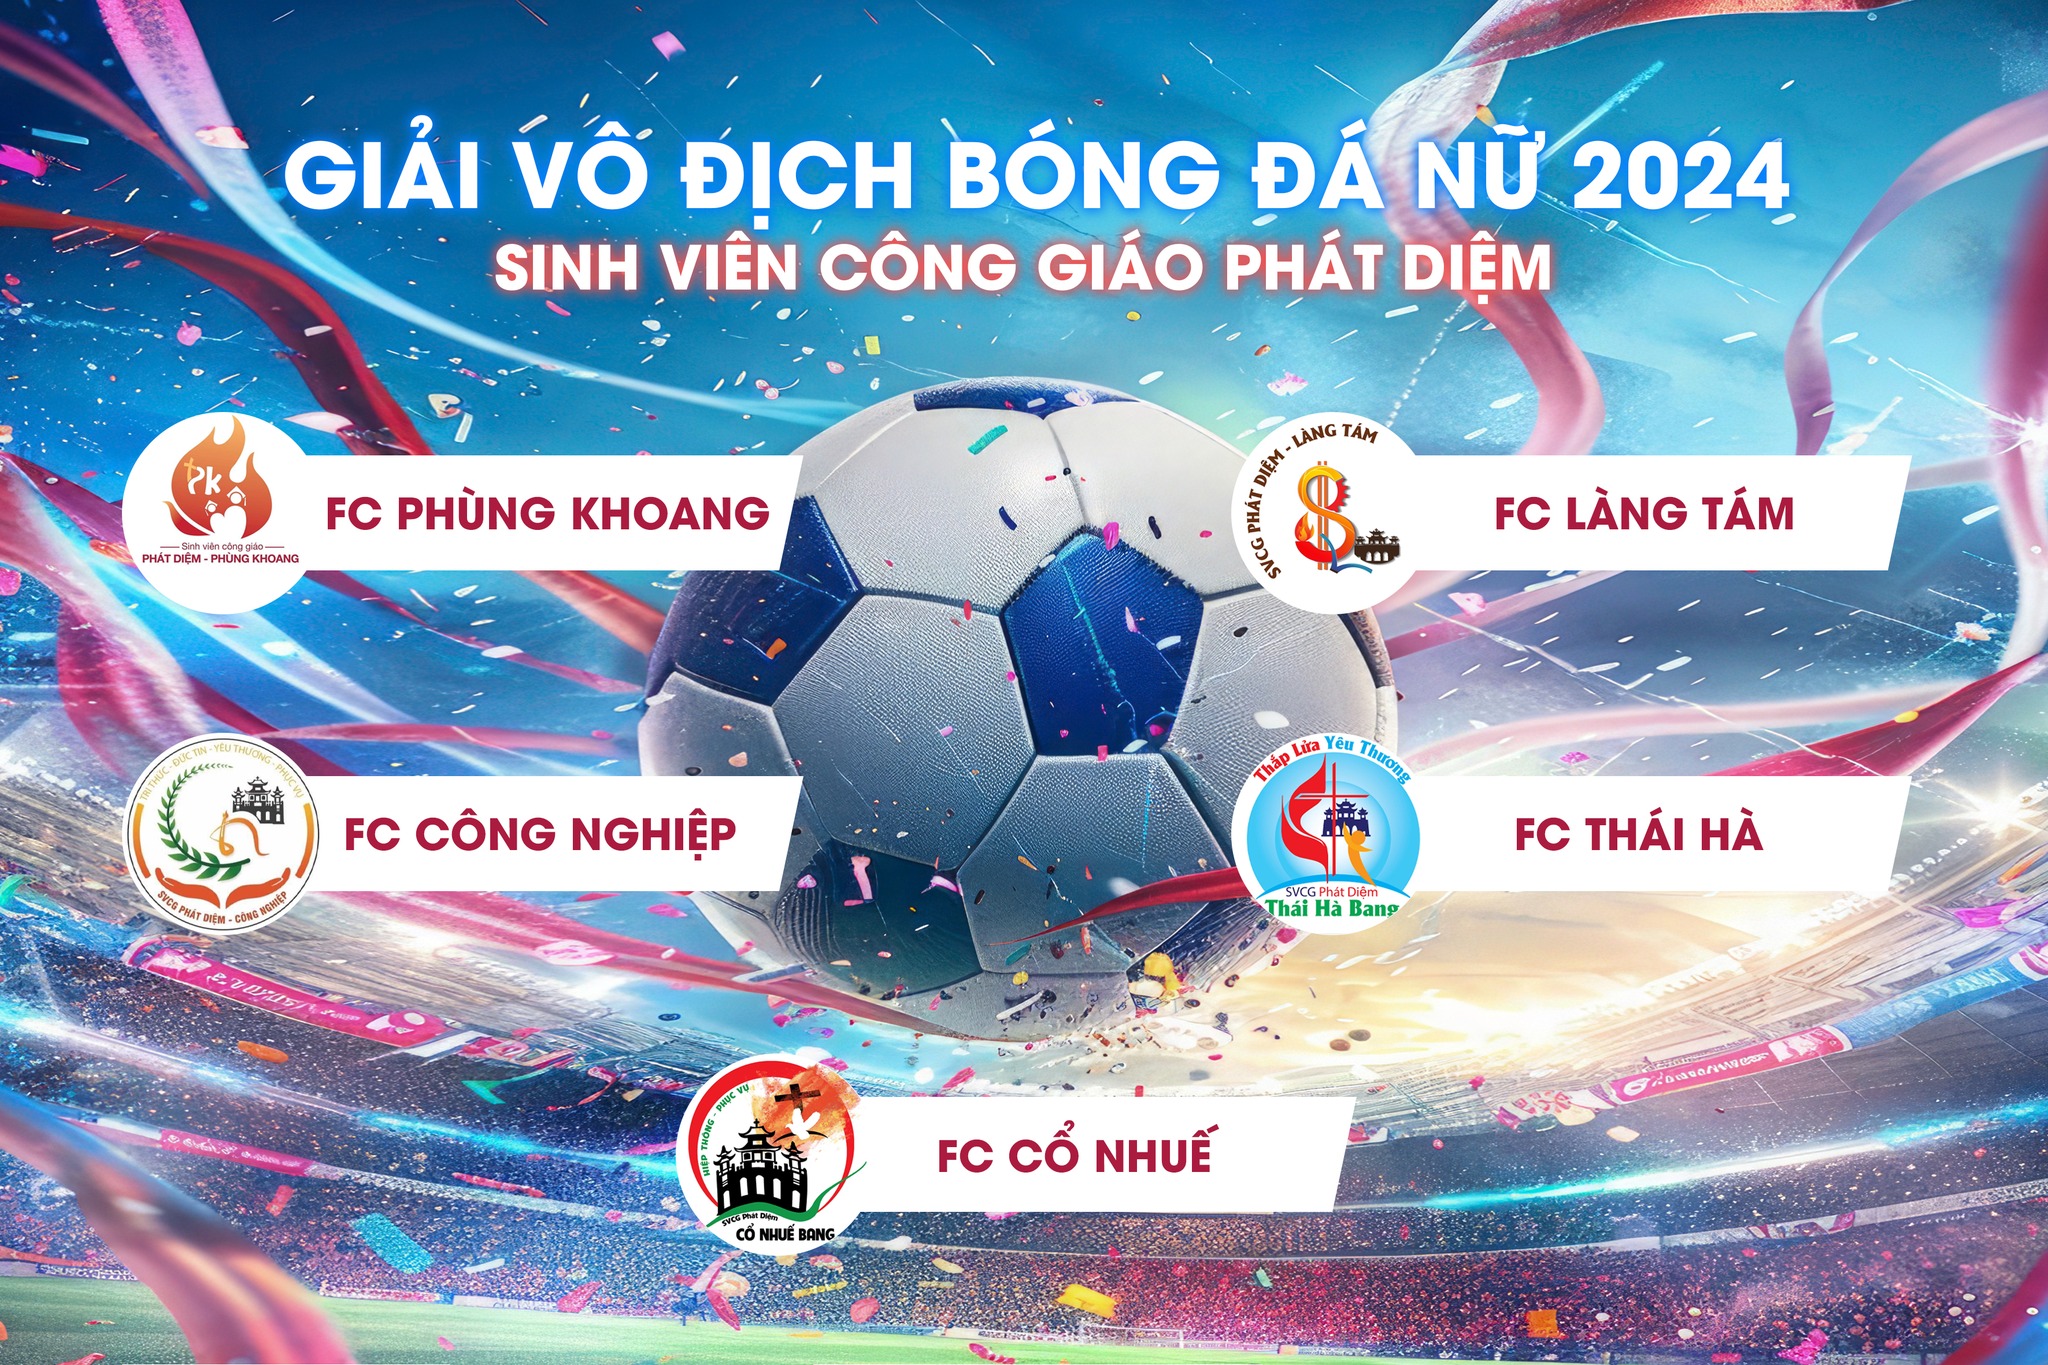 GIẢI VÔ ĐỊCH BÓNG ĐÁ NỮ 2024
SINH VIÊN CÔNG GIÁO PHÁT DIỆM
Pk
Sinh viên công giáo
PHÁT DIỆM - PHÙNG KHOANG
FC PHÙNG KHOANG
SVCG PHÁT DIỆM - LÀNG TÁM
FC LÀNG TÁM
TRI THỨC - ĐỨC TIN - YÊU THƯƠNG - PHỤC VỤ
SVCG PHÁT DIỆM - CÔNG NGHIỆP
FC CÔNG NGHIỆP
Thắp Lửa Yêu Thương
SVCG Phát Diệm
Thái Hà Bang
FC THÁI HÀ
HIỆP THÔNG - PHỤC VỤ
SVCG Phát Diệm
CỔ NHUẾ BANG
FC CỔ NHUẾ